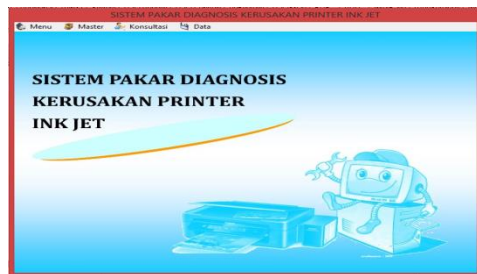 SISTEM PAKAR DIAGNOSIS KERUSAKAN PRINTER INK JET
Menu Master Konsultasi Data
SISTEM PAKAR DIAGNOSIS
KERUSAKAN PRINTER
INK JET